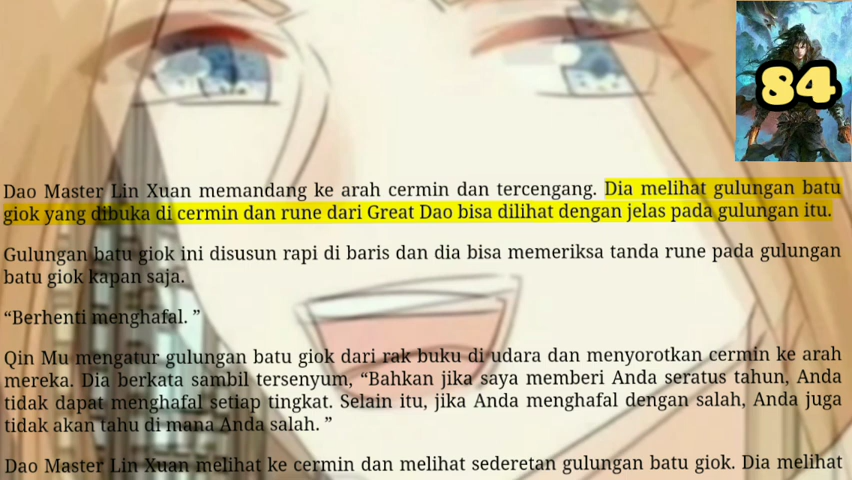 84
Dao Master Lin Xuan memandang ke arah cermin dan tercengang. Dia melihat gulungan batu
giok yang dibuka di cermin dan rune dari Great Dao bisa dilihat dengan jelas pada gulungan itu.
Gulungan batu giok ini disusun rapi di baris dan dia bisa memeriksa tanda rune pada gulungan
batu giok kapan saja.
“Berhenti menghafal. ”
Qin Mu mengatur gulungan batu giok dari rak buku di udara dan menyorotkan cermin ke arah
mereka. Dia berkata sambil tersenyum, “Bahkan jika saya memberi Anda seratus tahun, Anda
tidak dapat menghafal setiap tingkat. Selain itu, jika Anda menghafal dengan salah, Anda juga
tidak akan tahu di mana Anda salah. ”
Dao Master Lin Xuan melihat ke cermin dan melihat sederetan gulungan batu giok. Dia melihat